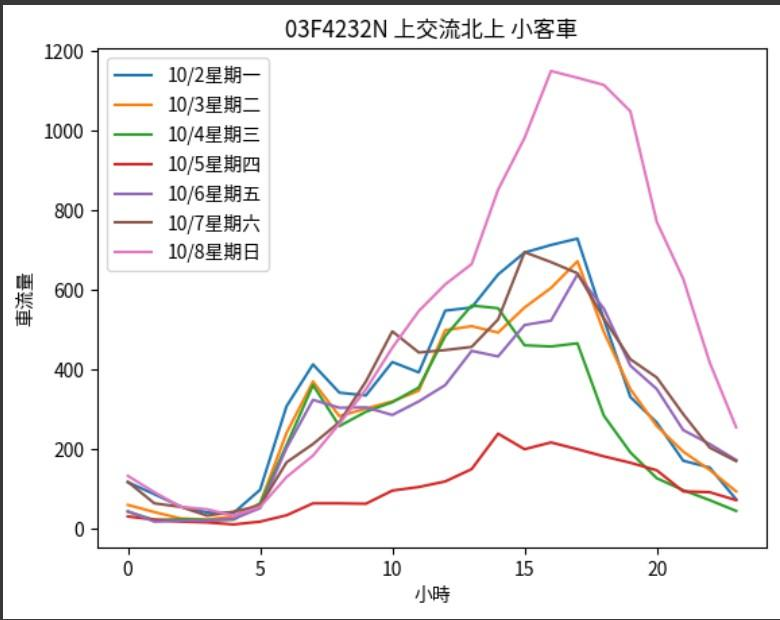 03F4232N 上交流北上 小客車
1200
1000
800
600
400
200
0
車流量
10/2星期一
10/3星期二
10/4星期三
10/5星期四
10/6星期五
10/7星期六
10/8星期日
0 5 10 15 20
小時